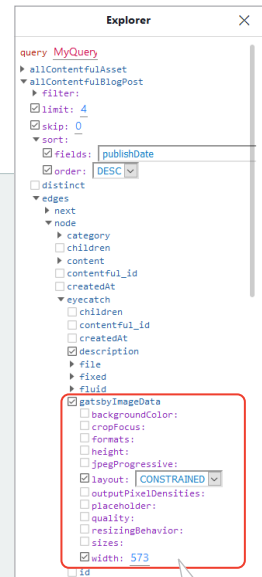 Explorer
query MyQuery
allContentfulAsset
allContentfulBlogPost
filter:
limit: 4
skip: 0
sort:
fields: publishDate
order: DESC
distinct
edges
next
node
category
children
content
contentful_id
createdAt
eyecatch
children
contentful_id
createdAt
description
file
fixed
fluid
gatsbyImageData
backgroundColor:
cropFocus:
formats:
height:
jpegProgressive:
layout: CONSTRAINED
outputPixelDensities:
placeholder:
quality:
resizingBehavior:
sizes:
width: 573
id